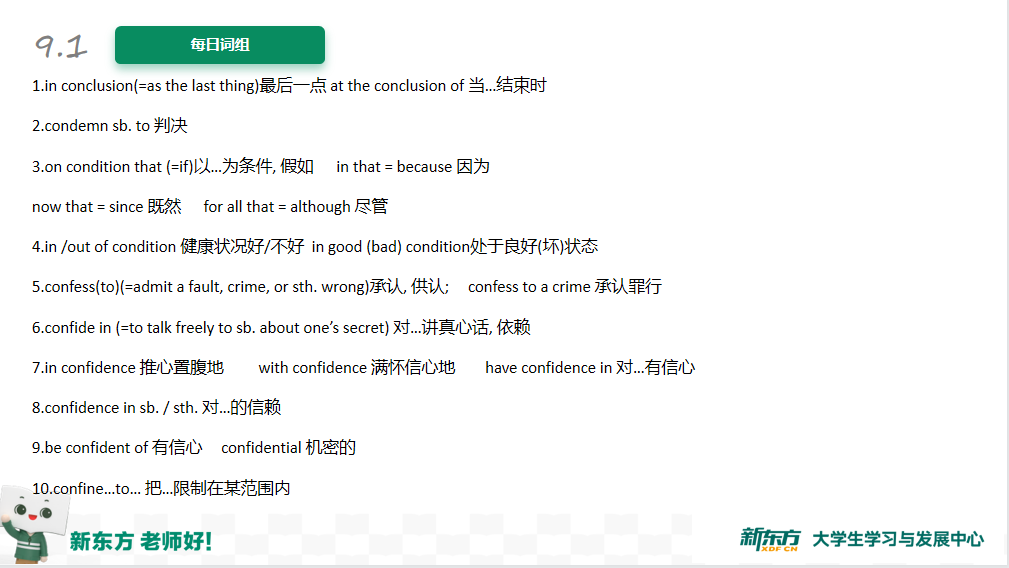 9.1
每日词组
1.in conclusion(=as the last thing)最后一点 at the conclusion of 当…结束时
2.condemn sb. to 判决
3.on condition that (=if)以…为条件, 假如 in that = because 因为
now that = since 既然 for all that = although 尽管
4.in /out of condition 健康状况好/不好 in good (bad) condition处于良好(坏)状态
5.confess(to)(=admit a fault, crime, or sth. wrong)承认, 供认; confess to a crime 承认罪行
6.confide in (=to talk freely to sb. about one’s secret) 对…讲真心话, 依赖
7.in confidence 推心置腹地 with confidence 满怀信心地 have confidence in 对…有信心
8.confidence in sb. / sth. 对…的信赖
9.be confident of 有信心 confidential 机密的
10.confine…to… 把…限制在某范围内
新东方 老师好!
新东方 XDF.CN 大学生学习与发展中心